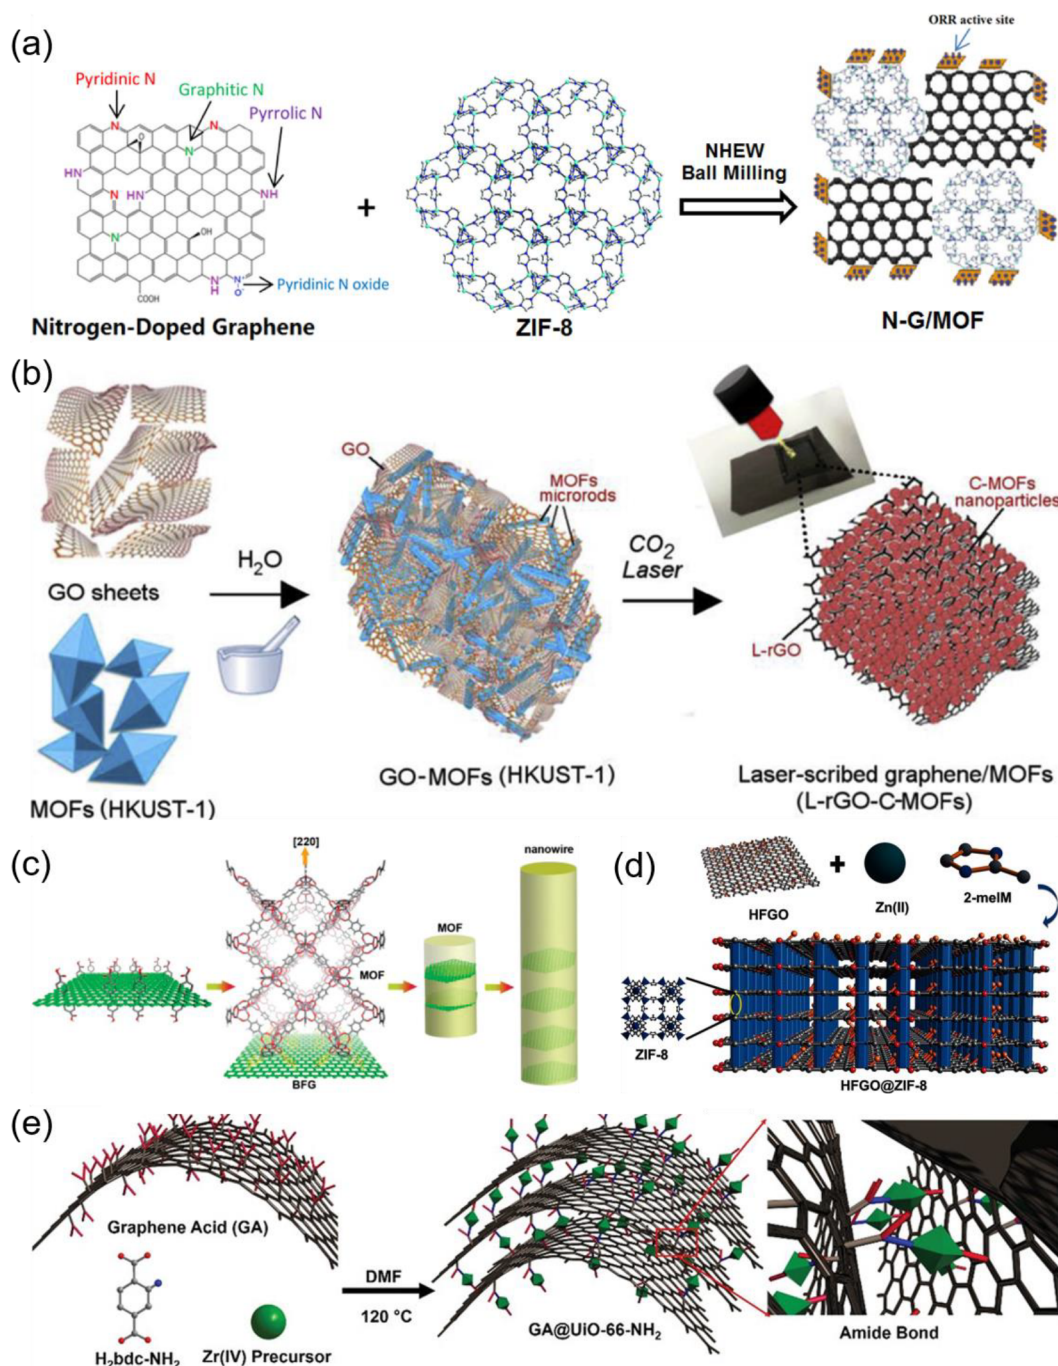 (a)
ORR active site
Pyridinic N
Graphitic N
Pyrrolic N
N
N
N
O
HN
N
HN
NH
N
OH
N
H
N+
O-
COOH
Pyridinic N oxide
+
NHEW
Ball Milling
Nitrogen-Doped Graphene
ZIF-8
N-G/MOF
(b)
GO
MOFs
microrods
C-MOFs
nanoparticles
H2O
CO2
Laser
GO sheets
L-rGO
GO-MOFs (HKUST-1)
Laser-scribed graphene/MOFs
(L-rGO-C-MOFs)
MOFs (HKUST-1)
(c)
[220]
nanowire
MOF
MOF
BFG
(d)
+
HFGO
Zn(II)
2-meIM
ZIF-8
HFGO@ZIF-8
(e)
Graphene Acid (GA)
DMF
120 °C
H2bdc-NH2
Zr(IV) Precursor
GA@UiO-66-NH2
Amide Bond